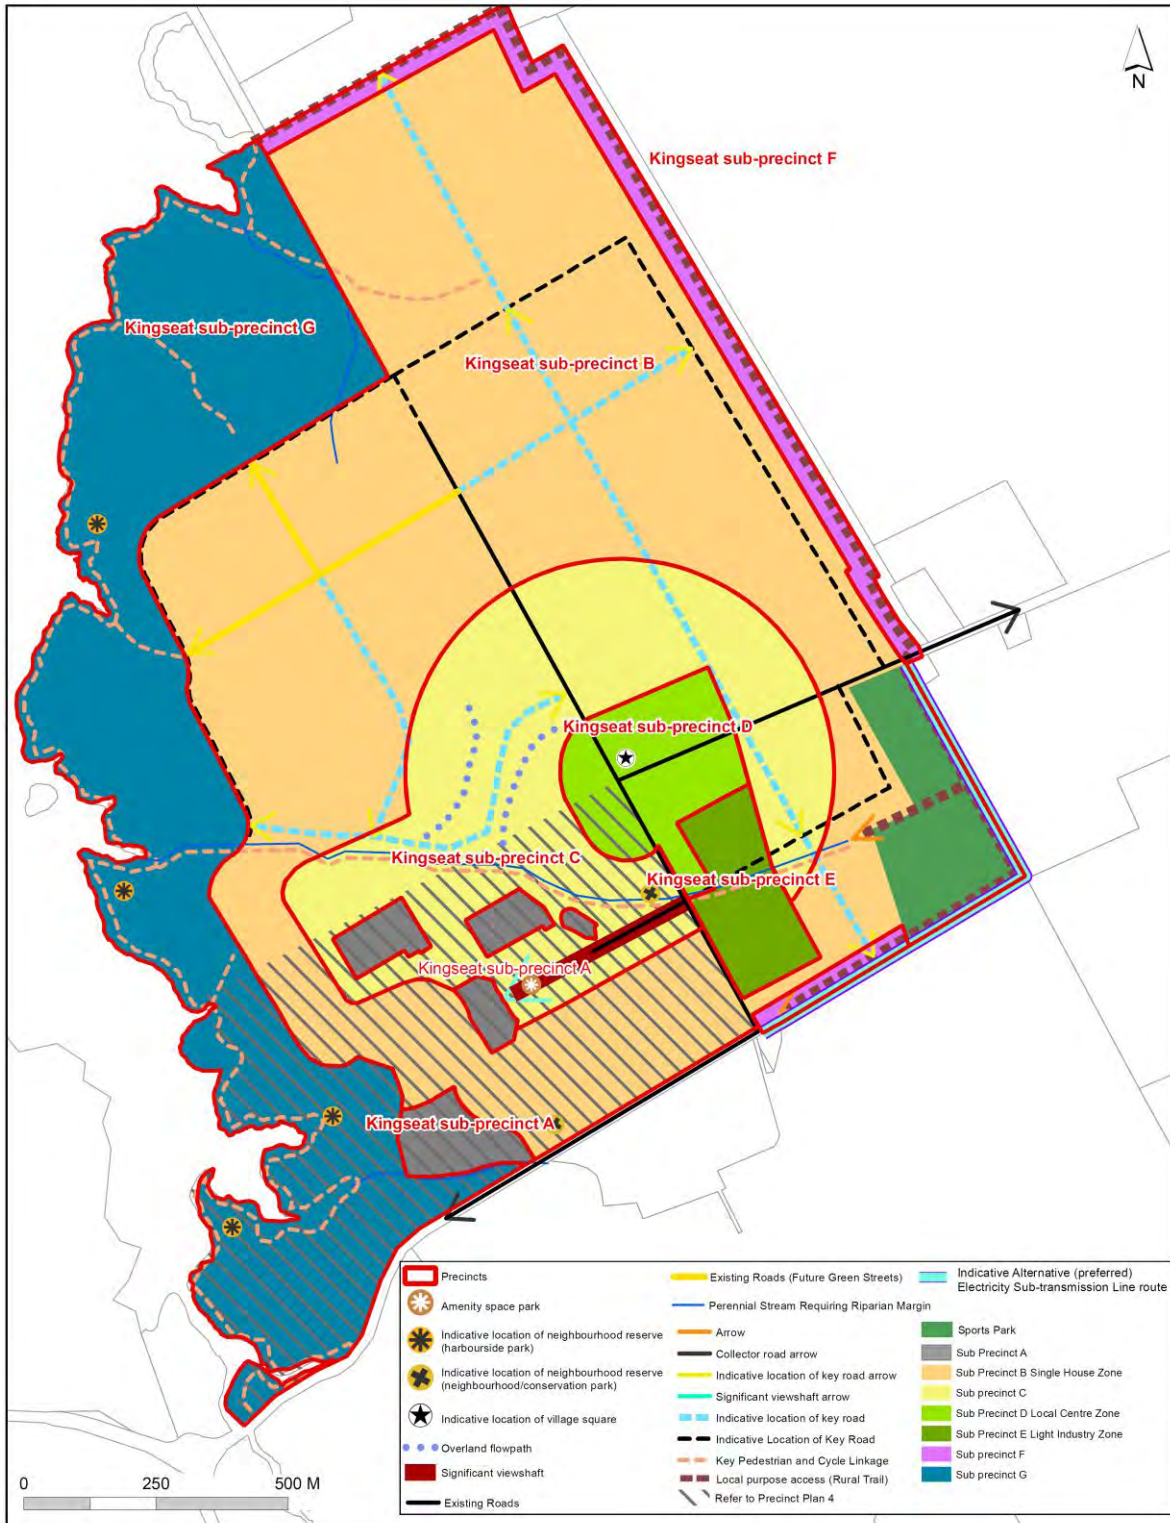 N
Kingseat sub-precinct F
Kingseat sub-precinct G
Kingseat sub-precinct B
Kingseat sub-precinct D
Kingseat sub-precinct C
Kingseat sub-precinct E
Kingseat sub-precinct A
Kingseat sub-precinct A
Precincts
Amenity space park
Indicative location of neighbourhood reserve
(harbourside park)
Indicative location of neighbourhood reserve
(neighbourhood/conservation park)
Indicative location of village square
Overland flowpath
Significant viewshaft
Existing Roads
Existing Roads (Future Green Streets)
Perennial Stream Requiring Riparian Margin
Arrow
Collector road arrow
Indicative location of key road arrow
Significant viewshaft arrow
Indicative location of key road
Indicative Location of Key Road
Key Pedestrian and Cycle Linkage
Local purpose access (Rural Trail)
Refer to Precinct Plan 4
Indicative Alternative (preferred)
Electricity Sub-transmission Line route
Sports Park
Sub Precinct A
Sub Precinct B Single House Zone
Sub precinct C
Sub Precinct D Local Centre Zone
Sub Precinct E Light Industry Zone
Sub precinct F
Sub precinct G
0 250 500 M